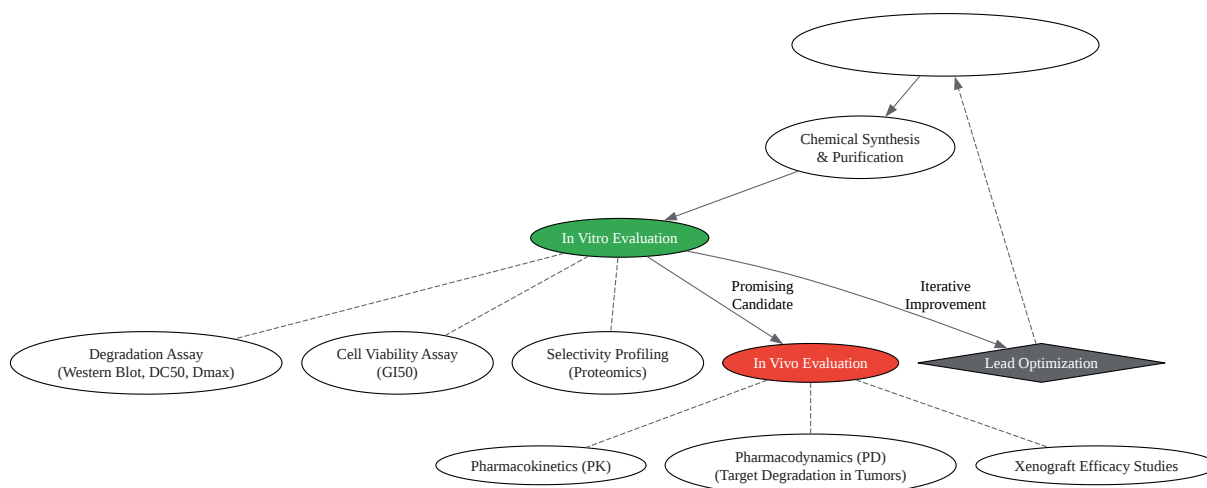 Chemical Synthesis
& Purification
In Vitro Evaluation
Promising
Candidate
Iterative
Improvement
Degradation Assay
(Western Blot, DC50, Dmax)
Cell Viability Assay
(GI50)
Selectivity Profiling
(Proteomics)
In Vivo Evaluation
Lead Optimization
Pharmacokinetics (PK)
Pharmacodynamics (PD)
(Target Degradation in Tumors)
Xenograft Efficacy Studies